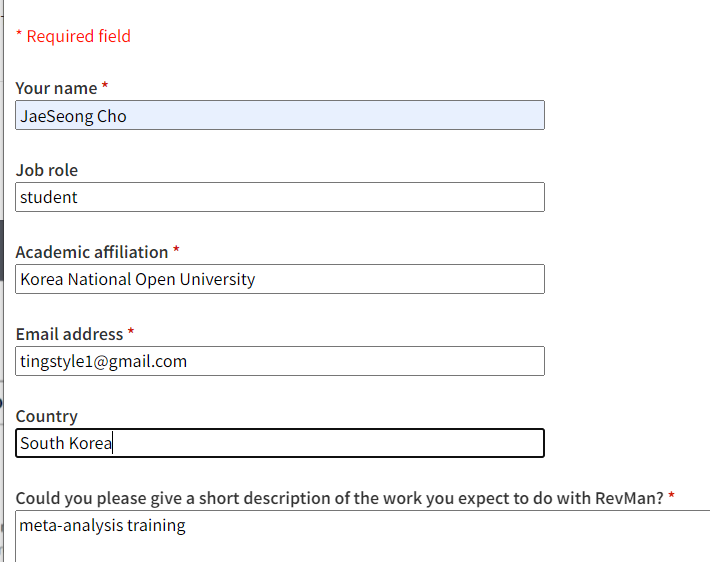 * Required field
Your name *
JaeSeong Cho
Job role
student
Academic affiliation *
Korea National Open University
Email address *
tingstyle1@gmail.com
Country
South Korea
Could you please give a short description of the work you expect to do with RevMan? *
meta-analysis training